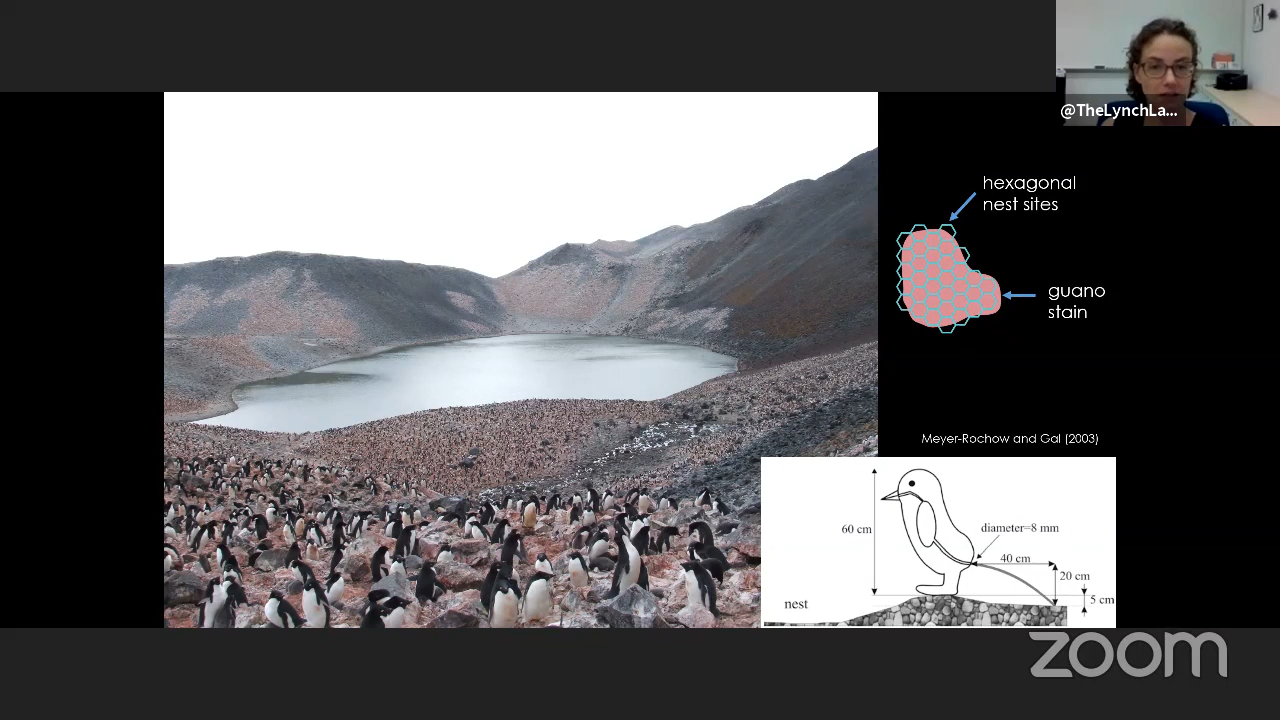 @TheLynchLa...
hexagonal
nest sites
guano
stain
Meyer-Rochow and Gal (2003)
60 cm
diameter=8 mm
40 cm
20 cm
5 cm
nest
zoom